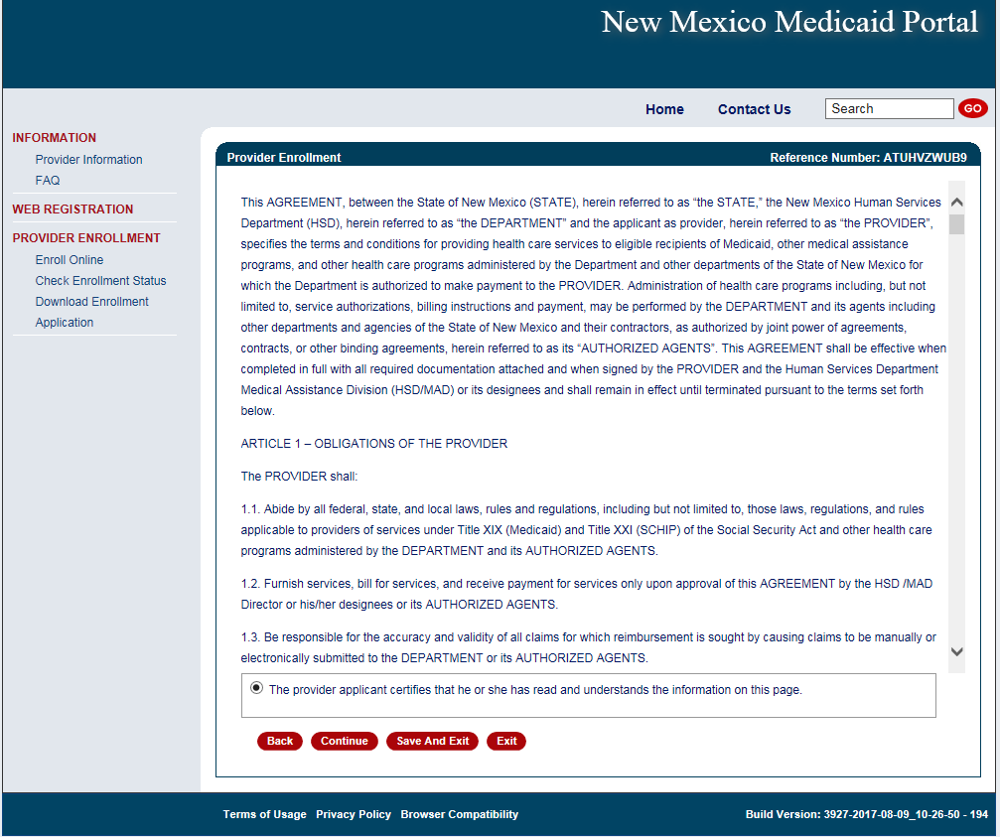 New Mexico Medicaid Portal
Home Contact Us Search GO
INFORMATION
Provider Information
FAQ
WEB REGISTRATION
PROVIDER ENROLLMENT
Enroll Online
Check Enrollment Status
Download Enrollment
Application
Provider Enrollment Reference Number: ATUHVZWUB9
This AGREEMENT, between the State of New Mexico (STATE), herein referred to as “the STATE,” the New Mexico Human Services
Department (HSD), herein referred to as “the DEPARTMENT” and the applicant as provider, herein referred to as “the PROVIDER”,
specifies the terms and conditions for providing health care services to eligible recipients of Medicaid, other medical assistance
programs, and other health care programs administered by the Department and other departments of the State of New Mexico for
which the Department is authorized to make payment to the PROVIDER. Administration of health care programs including, but not
limited to, service authorizations, billing instructions and payment, may be performed by the DEPARTMENT and its agents including
other departments and agencies of the State of New Mexico and their contractors, as authorized by joint power of agreements,
contracts, or other binding agreements, herein referred to as its “AUTHORIZED AGENTS”. This AGREEMENT shall be effective when
completed in full with all required documentation attached and when signed by the PROVIDER and the Human Services Department
Medical Assistance Division (HSD/MAD) or its designees and shall remain in effect until terminated pursuant to the terms set forth
below.
ARTICLE 1 – OBLIGATIONS OF THE PROVIDER
The PROVIDER shall:
1.1. Abide by all federal, state, and local laws, rules and regulations, including but not limited to, those laws, regulations, and rules
applicable to providers of services under Title XIX (Medicaid) and Title XXI (SCHIP) of the Social Security Act and other health care
programs administered by the DEPARTMENT and its AUTHORIZED AGENTS.
1.2. Furnish services, bill for services, and receive payment for services only upon approval of this AGREEMENT by the HSD /MAD
Director or his/her designees or its AUTHORIZED AGENTS.
1.3. Be responsible for the accuracy and validity of all claims for which reimbursement is sought by causing claims to be manually or
electronically submitted to the DEPARTMENT or its AUTHORIZED AGENTS.
The provider applicant certifies that he or she has read and understands the information on this page.
Back Continue Save And Exit Exit
Terms of Usage Privacy Policy Browser Compatibility Build Version: 3927-2017-08-09_10-26-50 - 194